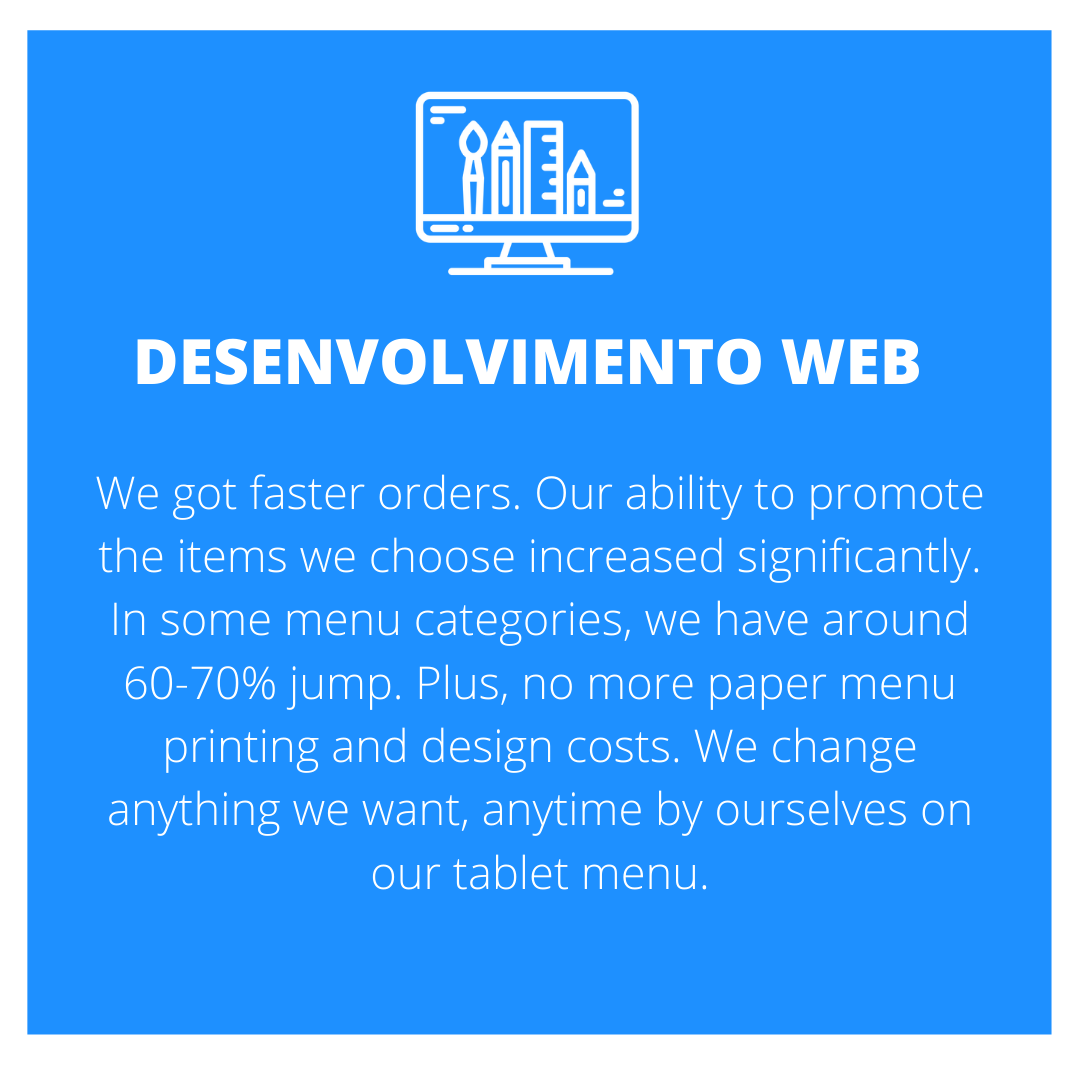 DESENVOLVIMENTO WEB
We got faster orders. Our ability to promote
the items we choose increased significantly.
In some menu categories, we have around
60-70% jump. Plus, no more paper menu
printing and design costs. We change
anything we want, anytime by ourselves on
our tablet menu.